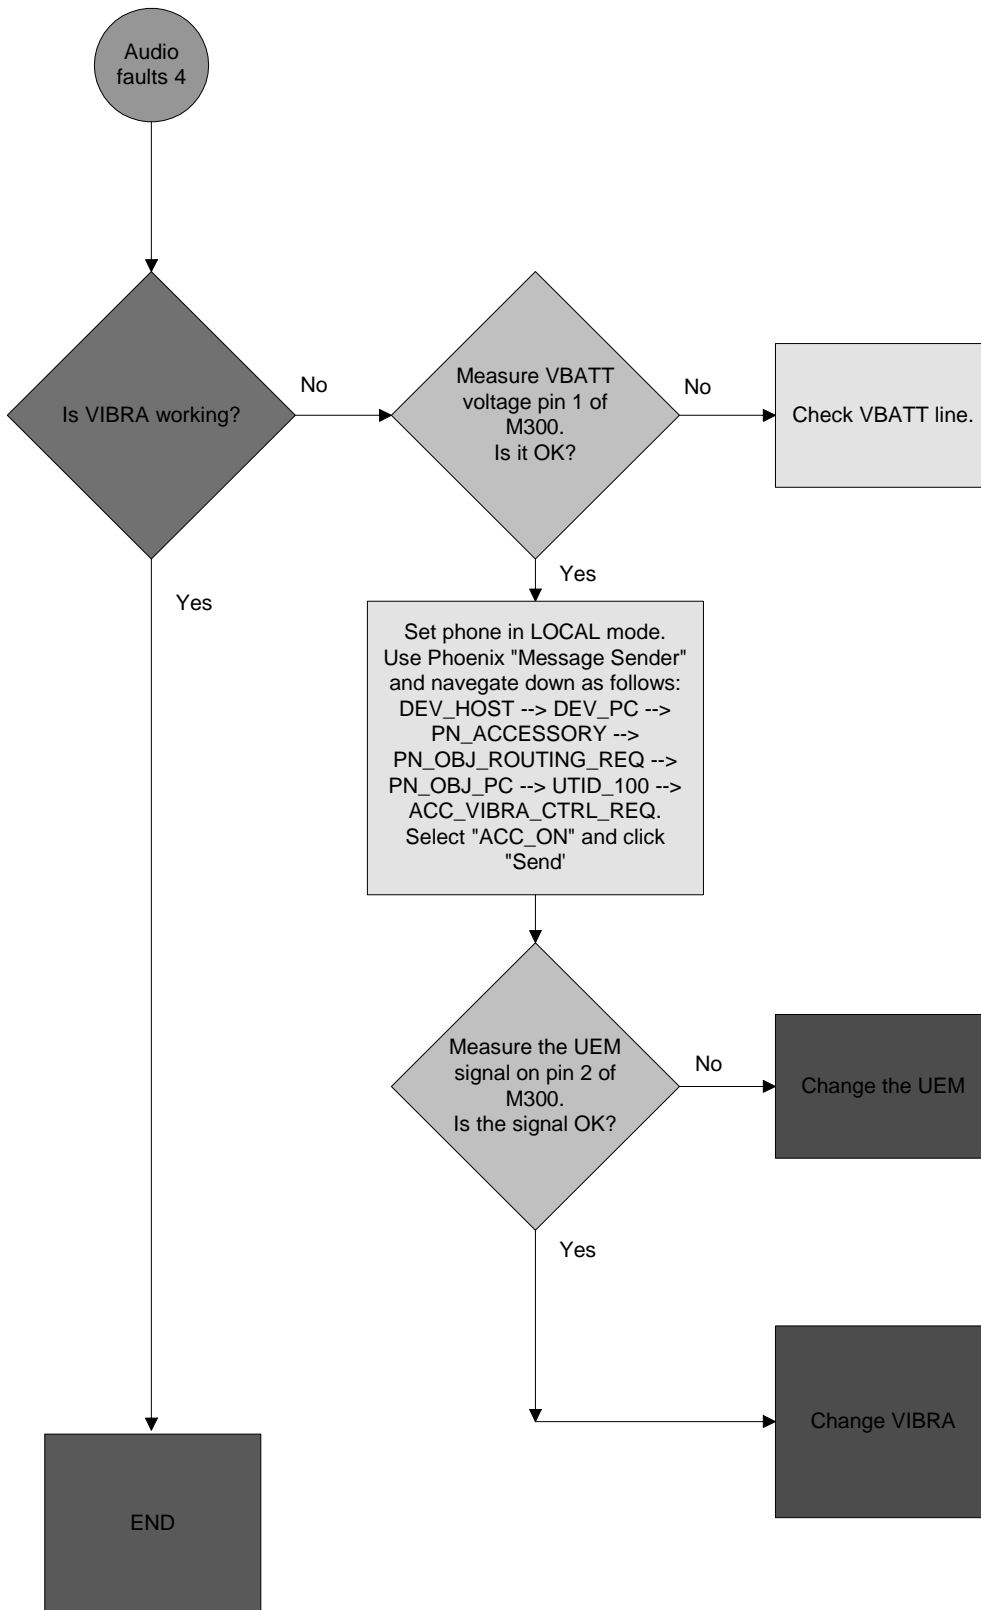 Audio
faults 4
Is VIBRA working?
No
Measure VBATT
voltage pin 1 of
M300.
Is it OK?
No
Check VBATT line.
Yes
Yes
Set phone in LOCAL mode.
Use Phoenix "Message Sender"
and navegate down as follows:
DEV_HOST --> DEV_PC -->
PN_ACCESSORY -->
PN_OBJ_ROUTING_REQ -->
PN_OBJ_PC --> UTID_100 -->
ACC_VIBRA_CTRL_REQ.
Select "ACC_ON" and click
"Send'
Measure the UEM
signal on pin 2 of
M300.
Is the signal OK?
No
Change the UEM
Yes
Change VIBRA
END